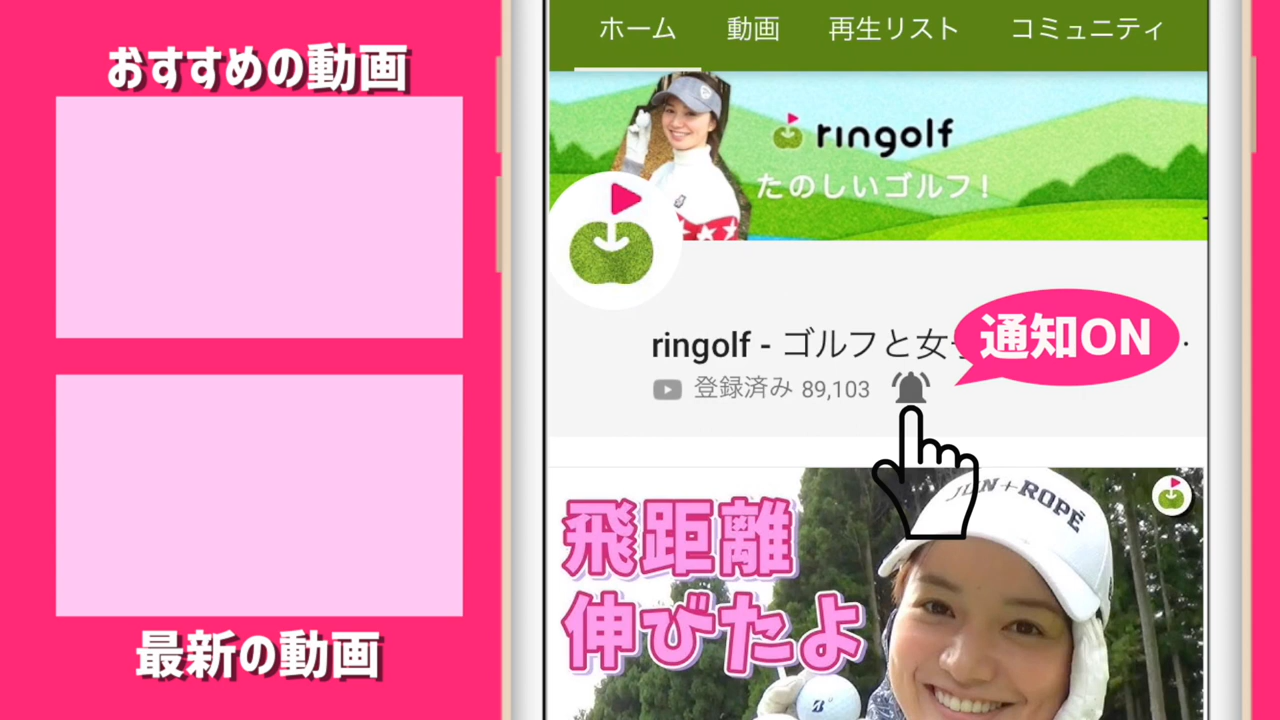 おすすめの動画
最新の動画
ホーム 動画 再生リスト コミュニティ
ringolf
たのしいゴルフ!
ringolf - ゴルフと女
通知ON
登録済み 89,103
飛距離
伸びたよ
JUN+ROPÉ
B